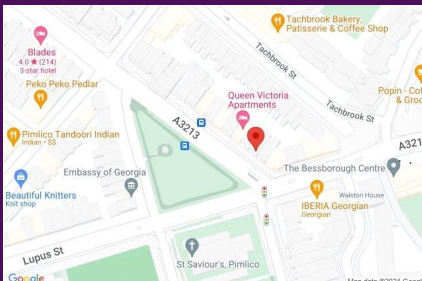 Tachbrook Bakery,
Patisserie & Coffee Shop
Blades
4.0 ★ (214)
3-star hotel
Tachbrook St
Peko Peko Pedlar
Queen Victoria
Apartments
Tachbrook St
Popin - Cof
& Groc
A3213
Pimlico Tandoori Indian
Indian • $$
A321
Embassy of Georgia
The Bessborough Centre
Beautiful Knitters
Knit shop
Walston House
IBERIA Georgian
Georgian
Lupus St
St Saviour's, Pimlico
Google
Map data ©2024 Google